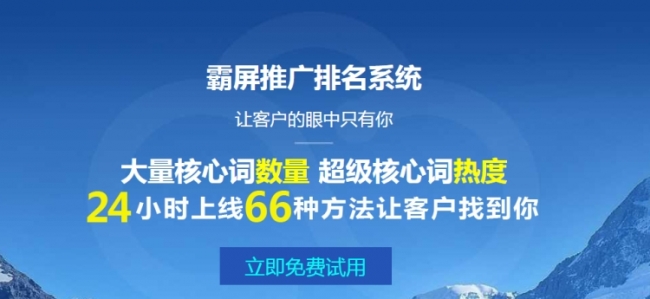 霸屏推广排名系统
让客户的眼中只有你
大量核心词数量 超级核心词热度
24小时上线66种方法让客户找到你
立即免费试用